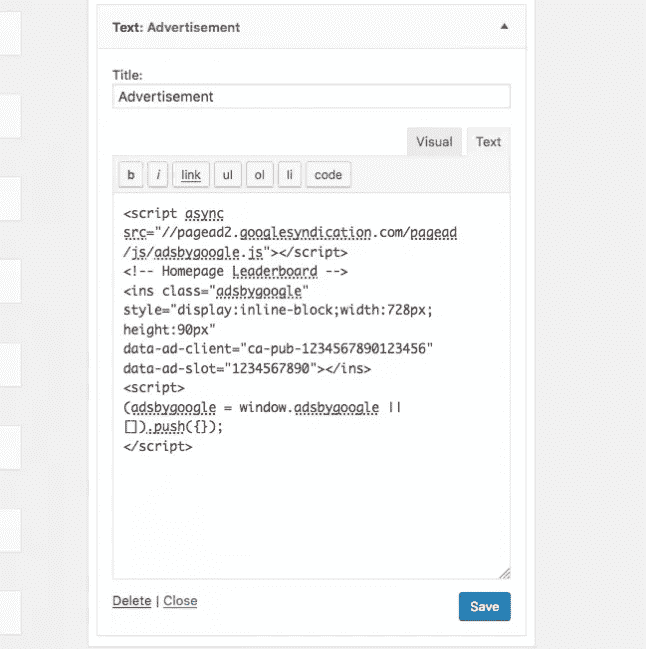 Text: Advertisement
Title:
Advertisement
Visual Text
b i link ul ol li code
<script async
src="//pagead2.googlesyndication.com/pagead
/js/adsbygoogle.js"></script>
<!-- Homepage Leaderboard -->
<ins class="adsbygoogle"
style="display:inline-block;width:728px;
height:90px"
data-ad-client="ca-pub-1234567890123456"
data-ad-slot="1234567890"></ins>
<script>
(adsbygoogle = window.adsbygoogle ||
[]).push({});
</script>
Delete | Close Save